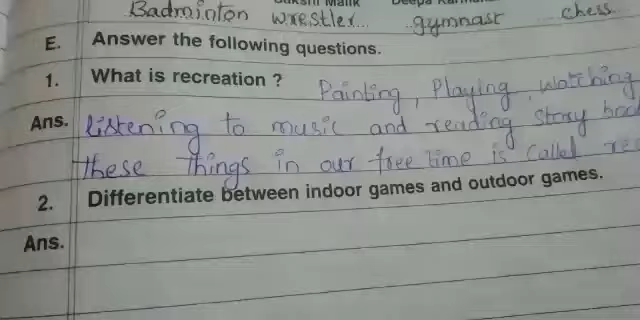 Malik Deepa
Badminton wrestler... ...gymnast ...chess...
E. Answer the following questions.
1. What is recreation ? Painting, Playing, watching
Ans. listening to music and reading story
these things in our free time is called
2. Differentiate between indoor games and outdoor games.
Ans.